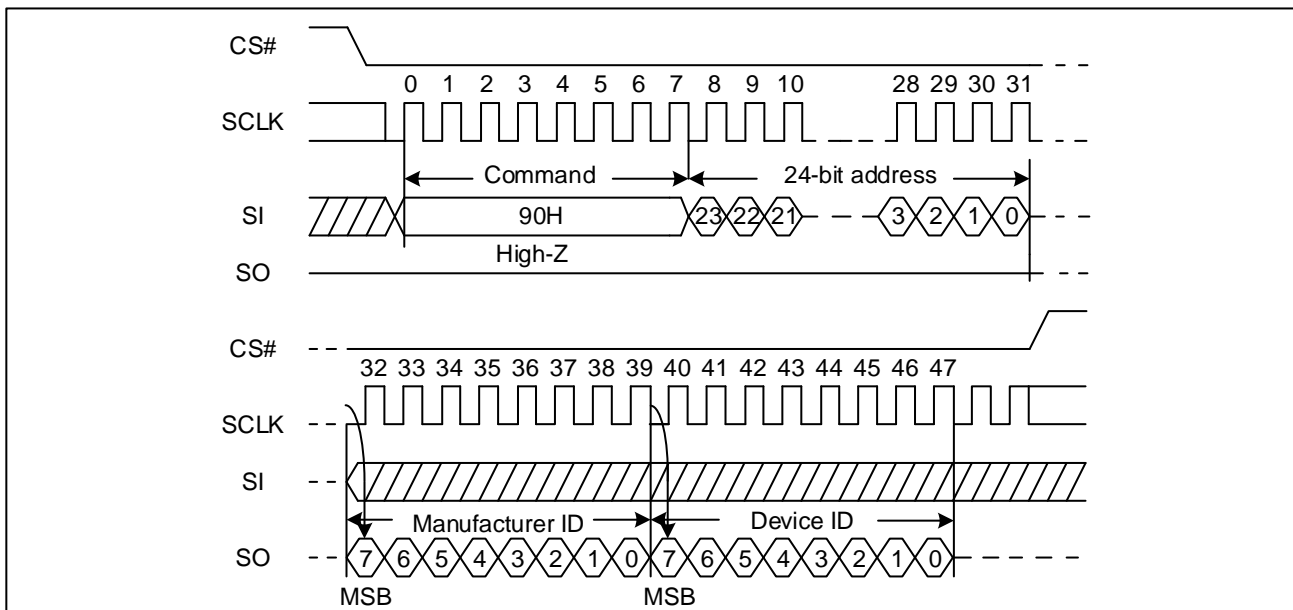 CS#
0 1 2 3 4 5 6 7 8 9 10 28 29 30 31
SCLK
Command 24-bit address
SI 90H 23 22 21 3 2 1 0
High-Z
SO
CS#
32 33 34 35 36 37 38 39 40 41 42 43 44 45 46 47
SCLK
SI
Manufacturer ID Device ID
SO 7 6 5 4 3 2 1 0 7 6 5 4 3 2 1 0
MSB MSB